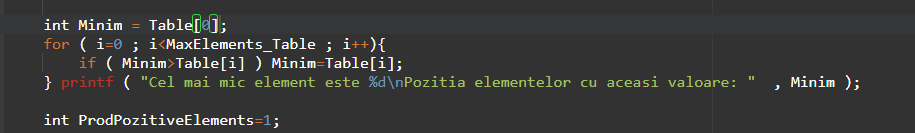 int Minim = Table[0];
for ( i=0 ; i<MaxElements_Table ; i++){
if ( Minim>Table[i] ) Minim=Table[i];
} printf ( "Cel mai mic element este %d\nPozitia elementelor cu aceasi valoare: "  , Minim );
int ProdPozitiveElements=1;